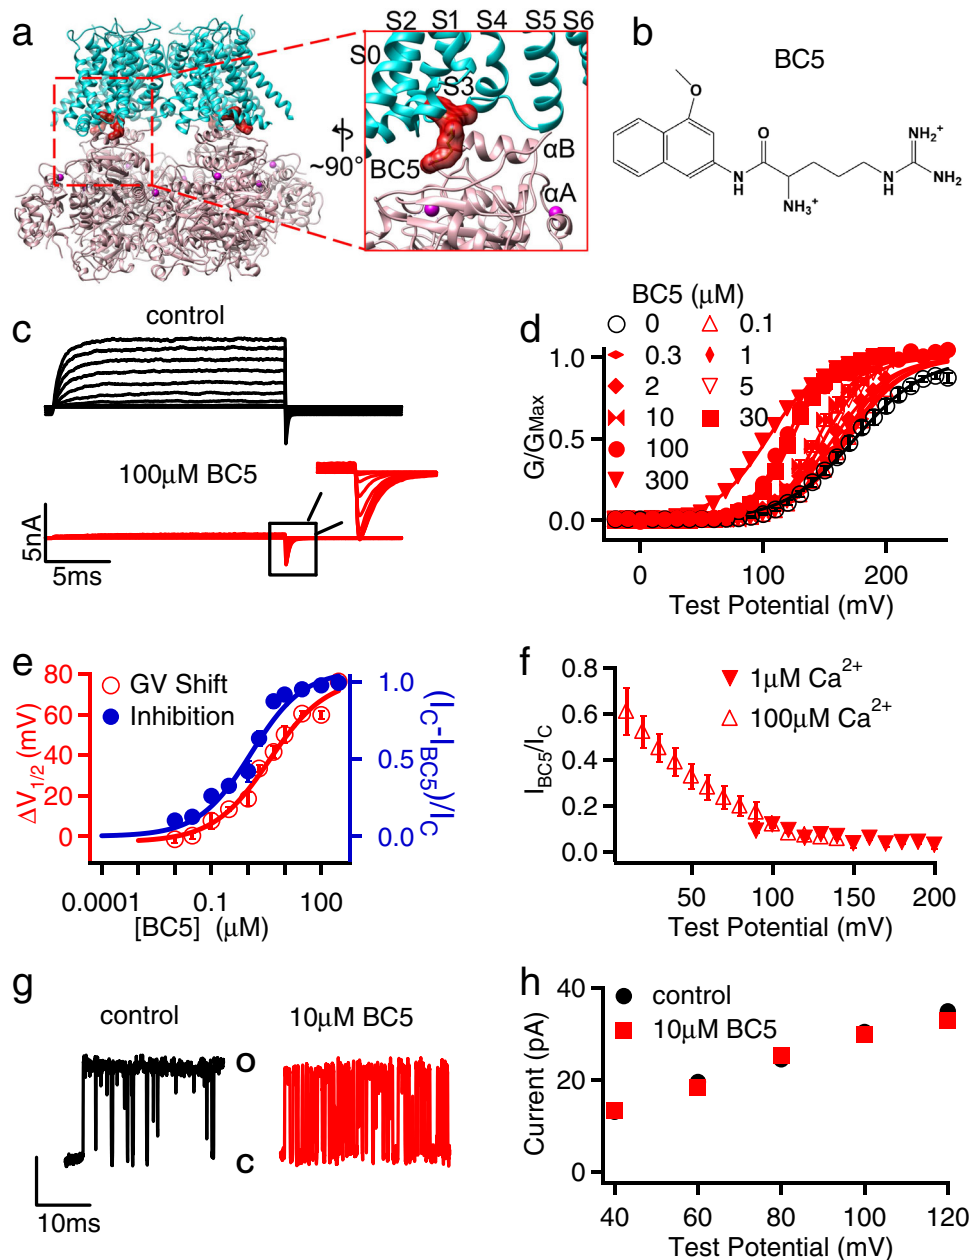 a
S0
S2
S1
S4
S5
S6
S3
BC5
αB
αA
~90°
b
BC5
O
O
N
H
NH3+
N
H
NH2+
NH2
c
control
100μM BC5
5nA
5ms
d
BC5 (μM)
0
0.1
0.3
1
2
5
10
30
100
300
G/GMax
1.0
0.5
0.0
0
100
200
Test Potential (mV)
e
GV Shift
Inhibition
ΔV1/2 (mV)
80
60
40
20
0
1.0
0.5
0.0
(IC-IBC5)/IC
0.0001
0.1
100
[BC5] (μM)
f
1μM Ca2+
100μM Ca2+
IBC5/IC
0.8
0.6
0.4
0.2
0.0
50
100
150
200
Test Potential (mV)
g
control
10μM BC5
O
C
10ms
h
control
10μM BC5
Current (pA)
40
20
0
40
60
80
100
120
Test Potential (mV)